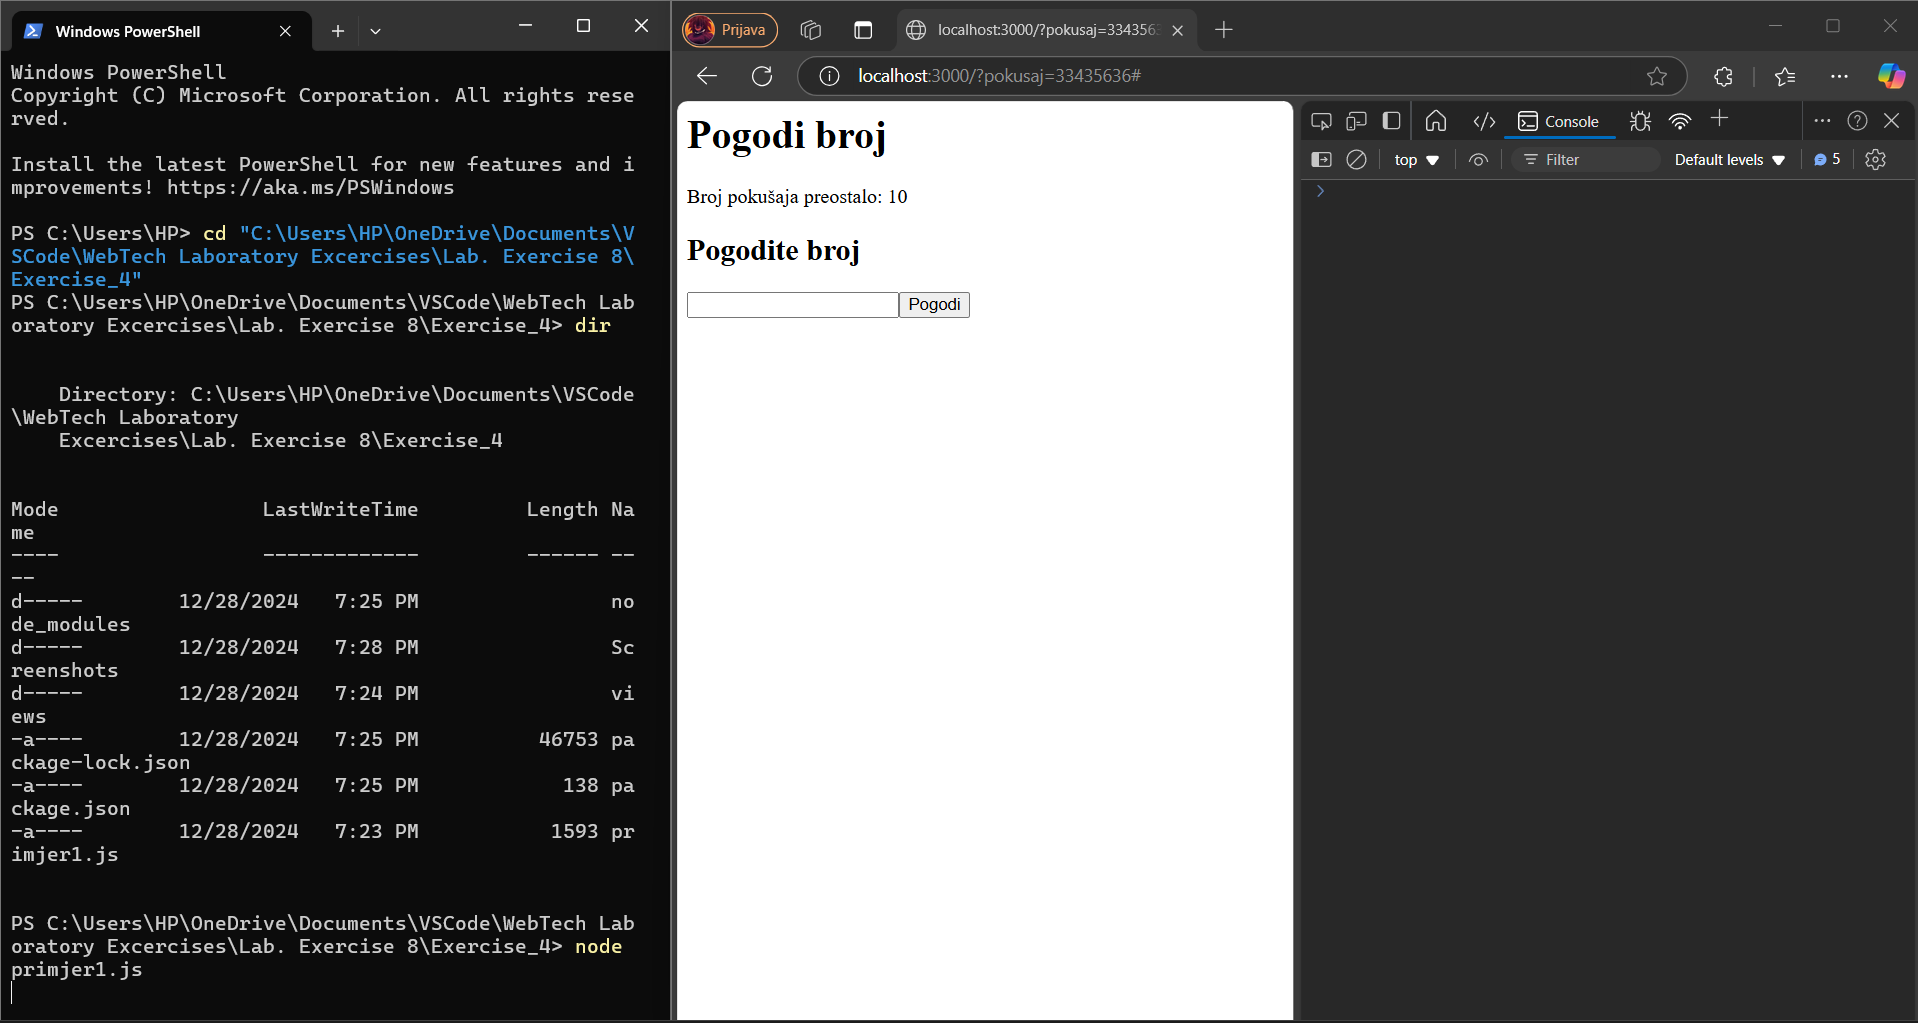 Windows PowerShell
Windows PowerShell
Copyright (C) Microsoft Corporation. All rights rese
rved.
Install the latest PowerShell for new features and i
mprovements! https://aka.ms/PSWindows
PS C:\Users\HP> cd "C:\Users\HP\OneDrive\Documents\V
SCode\WebTech Laboratory Excercises\Lab. Exercise 8\
Exercise_4"
PS C:\Users\HP\OneDrive\Documents\VSCode\WebTech Lab
oratory Excercises\Lab. Exercise 8\Exercise_4> dir
Directory: C:\Users\HP\OneDrive\Documents\VSCode
\WebTech Laboratory
Excercises\Lab. Exercise 8\Exercise_4
Mode LastWriteTime Length Na
me
---- ------------- ------ --
--
d----- 12/28/2024 7:25 PM no
de_modules
d----- 12/28/2024 7:28 PM Sc
reenshots
d----- 12/28/2024 7:24 PM vi
ews
-a---- 12/28/2024 7:25 PM 46753 pa
ckage-lock.json
-a---- 12/28/2024 7:25 PM 138 pa
ckage.json
-a---- 12/28/2024 7:23 PM 1593 pr
imjer1.js
PS C:\Users\HP\OneDrive\Documents\VSCode\WebTech Lab
oratory Excercises\Lab. Exercise 8\Exercise_4> node
primjer1.js
Prijava
localhost:3000/?pokusaj=334356
localhost:3000/?pokusaj=33435636#
Pogodi broj
Broj pokušaja preostalo: 10
Pogodite broj
Pogodi
Console
top
Filter
Default levels
5